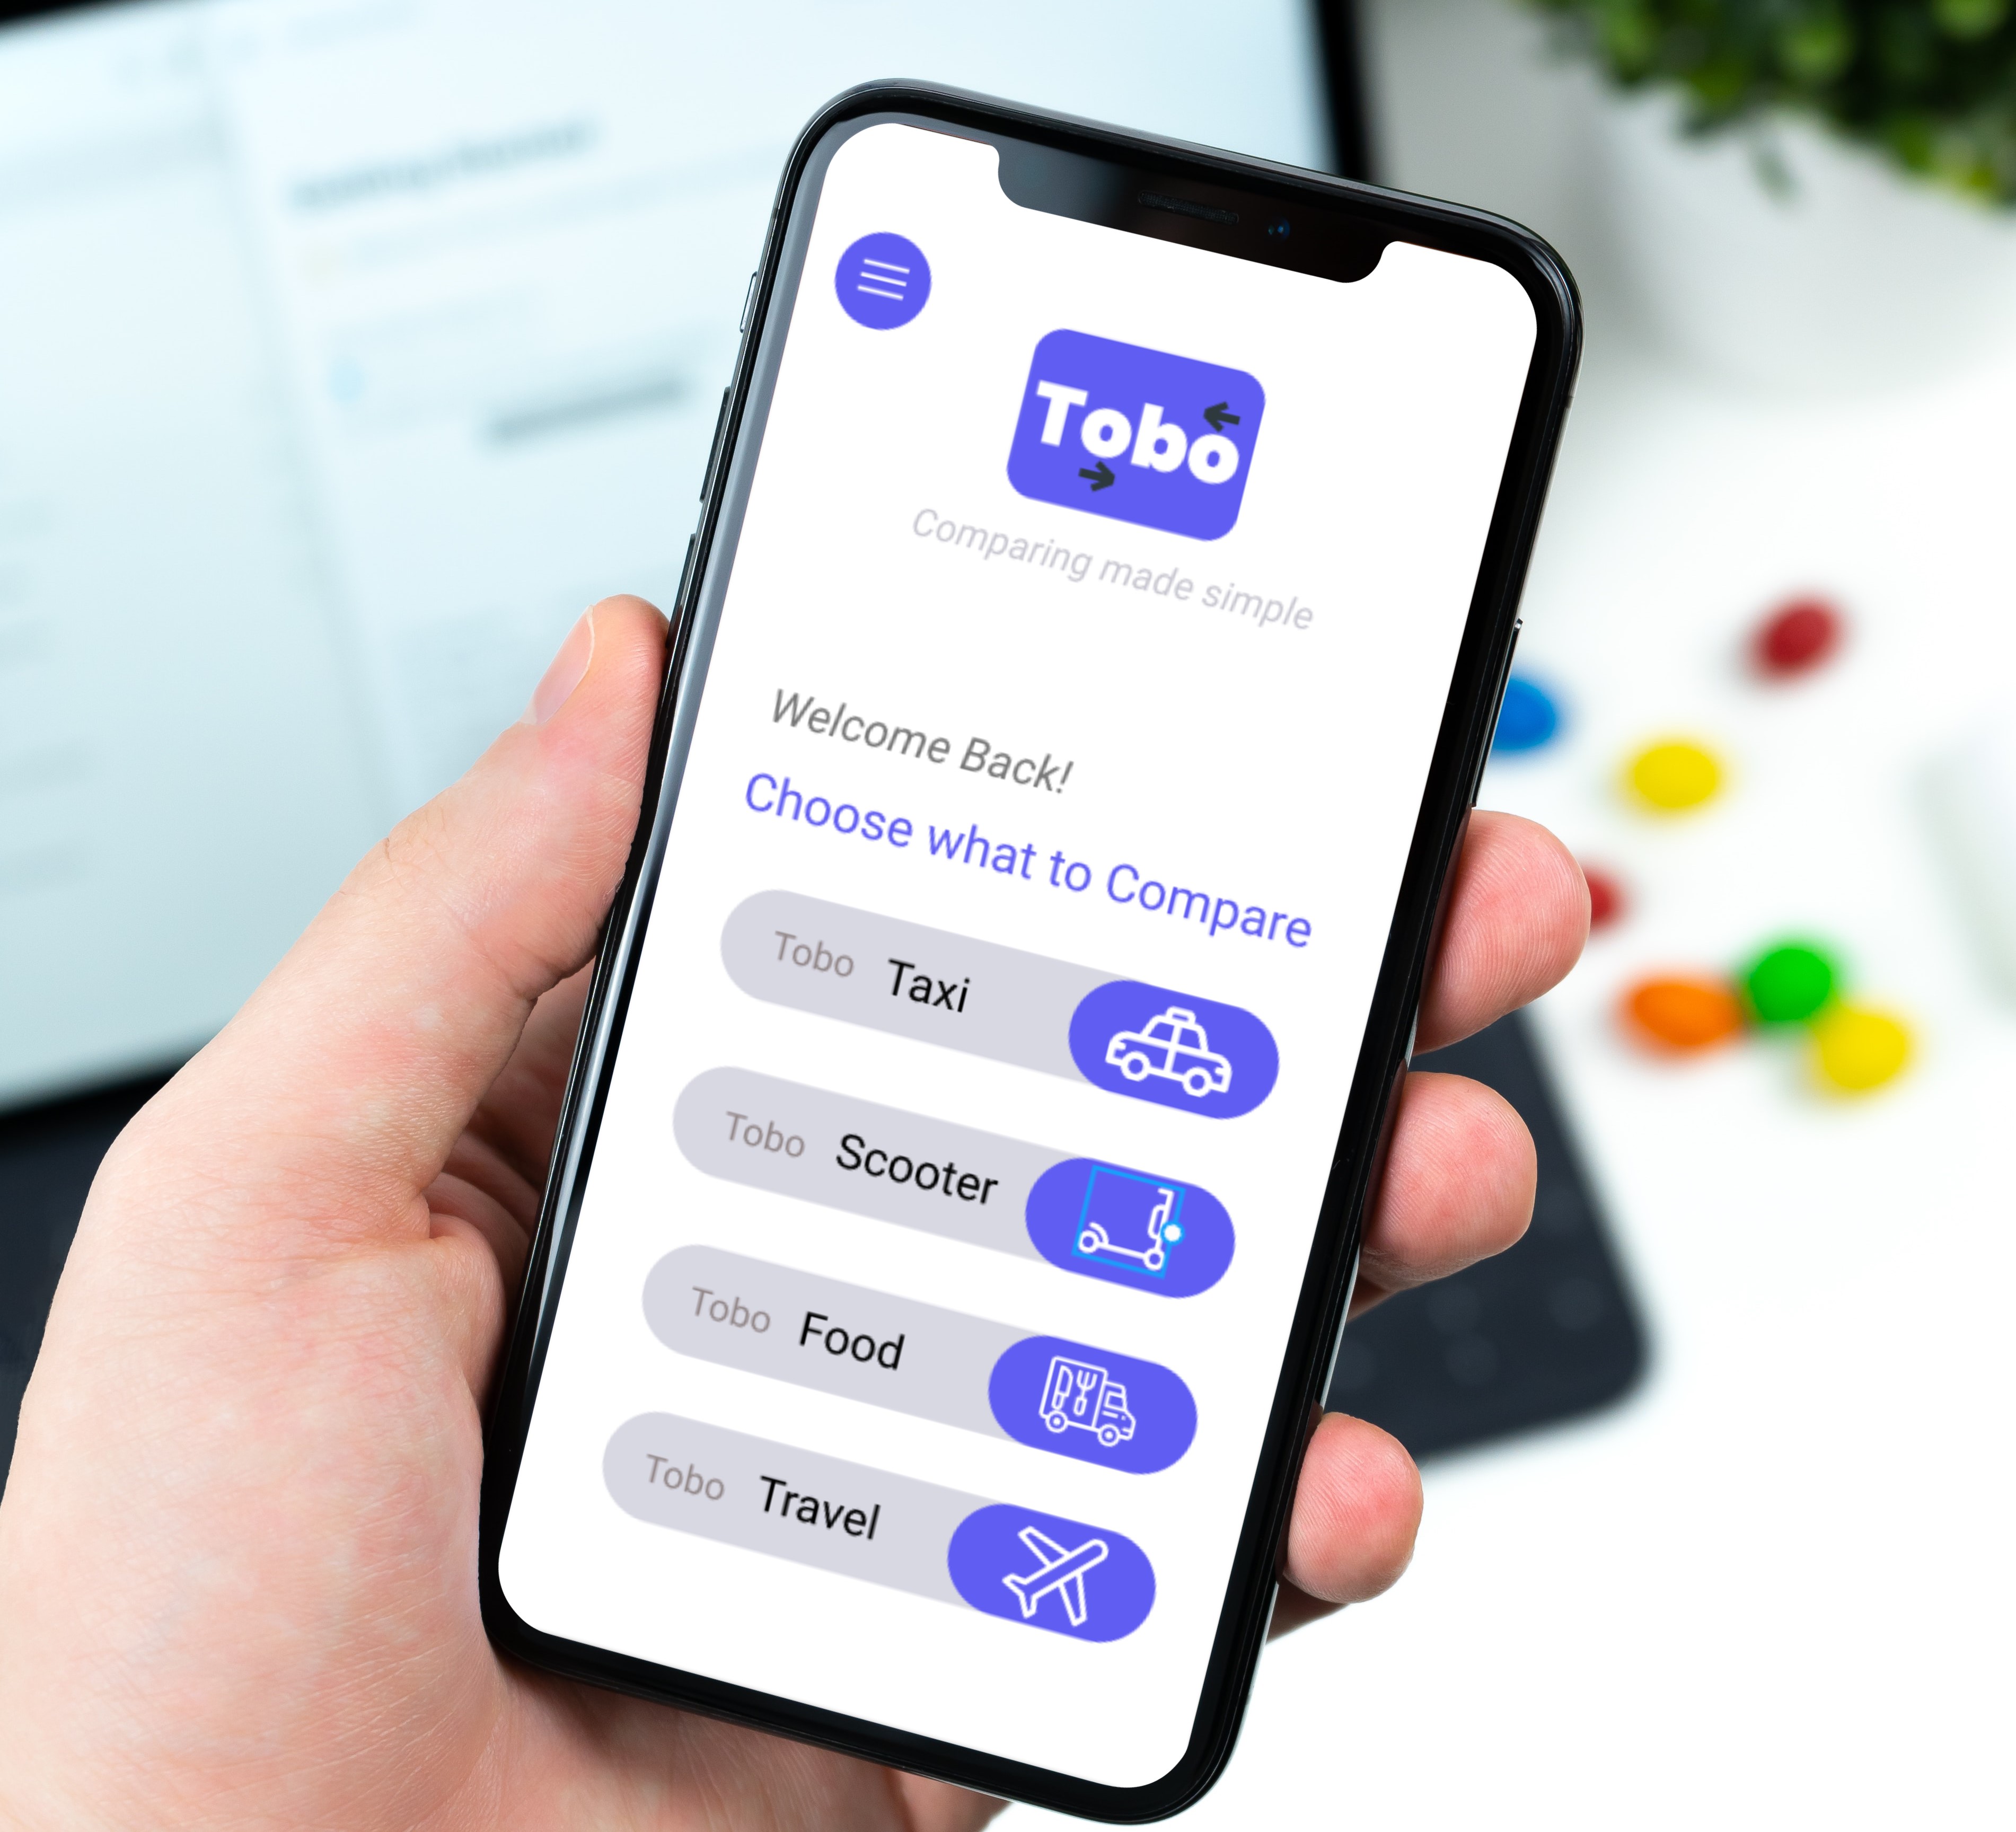 Tobo
Comparing made simple
Welcome Back!
Choose what to Compare
Tobo Taxi
Tobo Scooter
Tobo Food
Tobo Travel